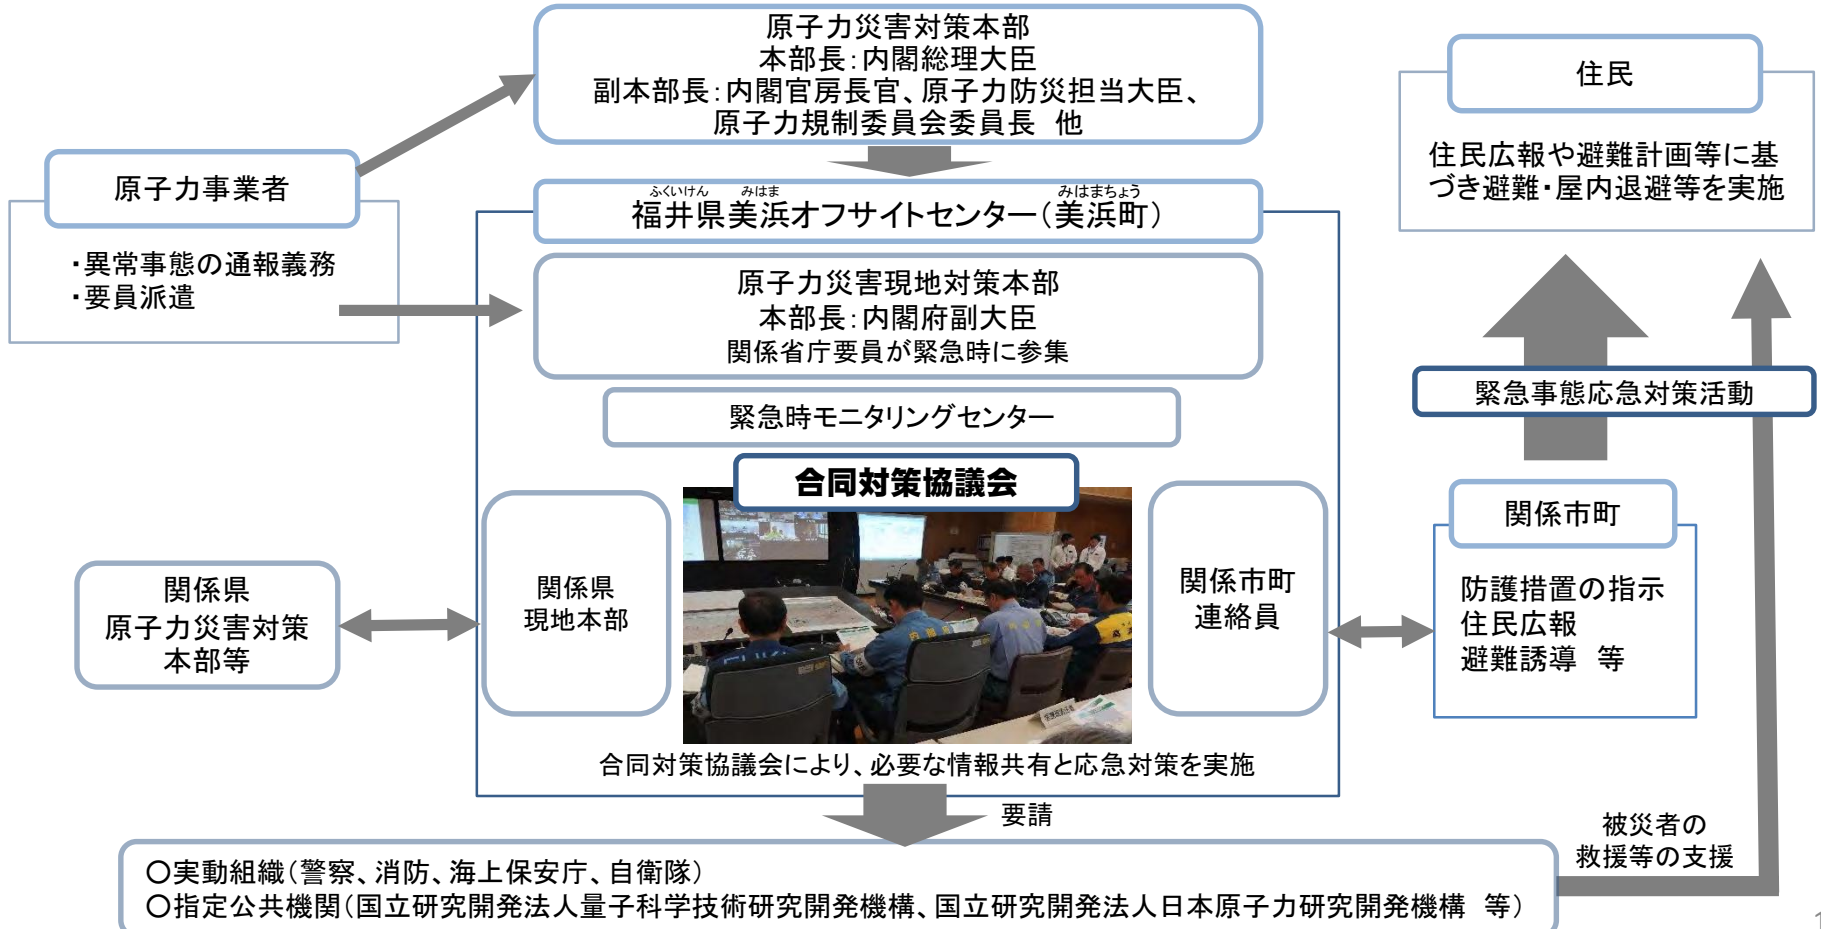 原子力災害対策本部
本部長：内閣総理大臣
副本部長：内閣官房長官、原子力防災担当大臣、
原子力規制委員会委員長　他
原子力事業者
・異常事態の通報義務
・要員派遣
ふくいけん　みはま　みはまちょう
福井県美浜オフサイトセンター（美浜町）
原子力災害現地対策本部
本部長：内閣府副大臣
関係省庁要員が緊急時に参集
緊急時モニタリングセンター
合同対策協議会
関係県
原子力災害対策
本部等
関係県
現地本部
関係市町
連絡員
合同対策協議会により、必要な情報共有と応急対策を実施
住民
住民広報や避難計画等に基
づき避難・屋内退避等を実施
緊急事態応急対策活動
関係市町
防護措置の指示
住民広報
避難誘導　等
要請
被災者の
救援等の支援
〇実動組織（警察、消防、海上保安庁、自衛隊）
〇指定公共機関（国立研究開発法人量子科学技術研究開発機構、国立研究開発法人日本原子力研究開発機構　等）